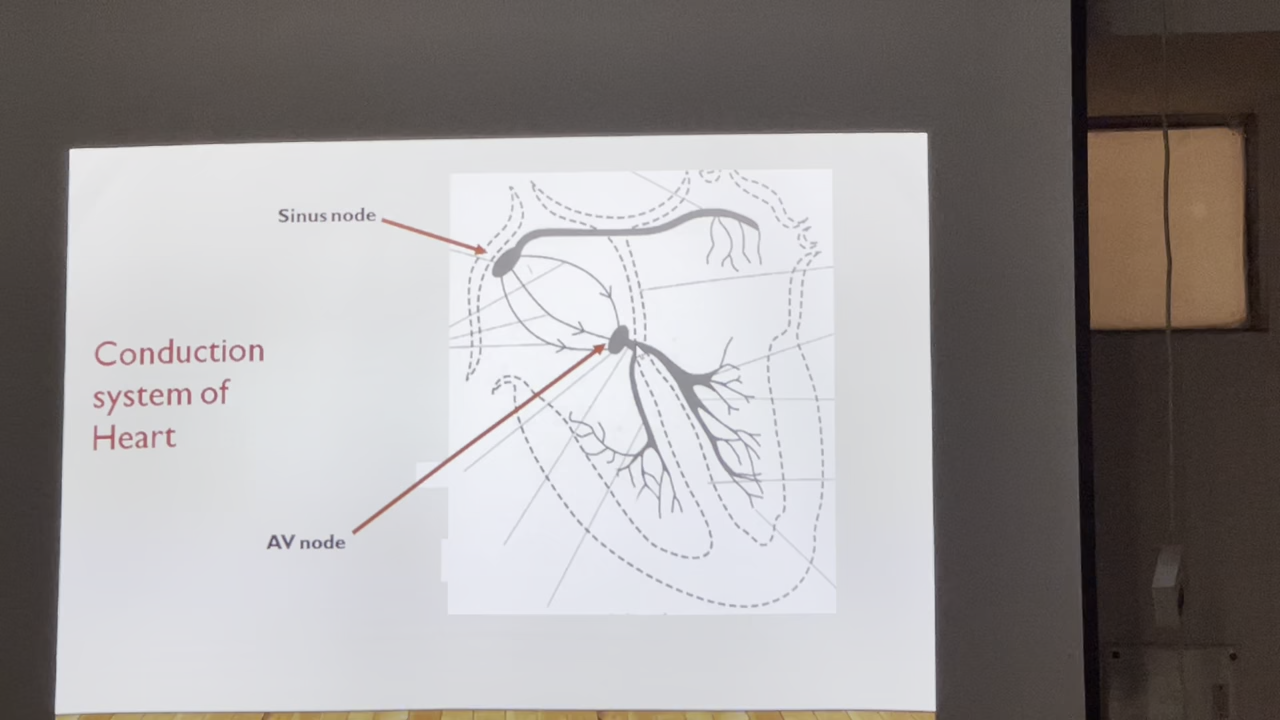 Sinus node
Conduction
system of
Heart
AV node